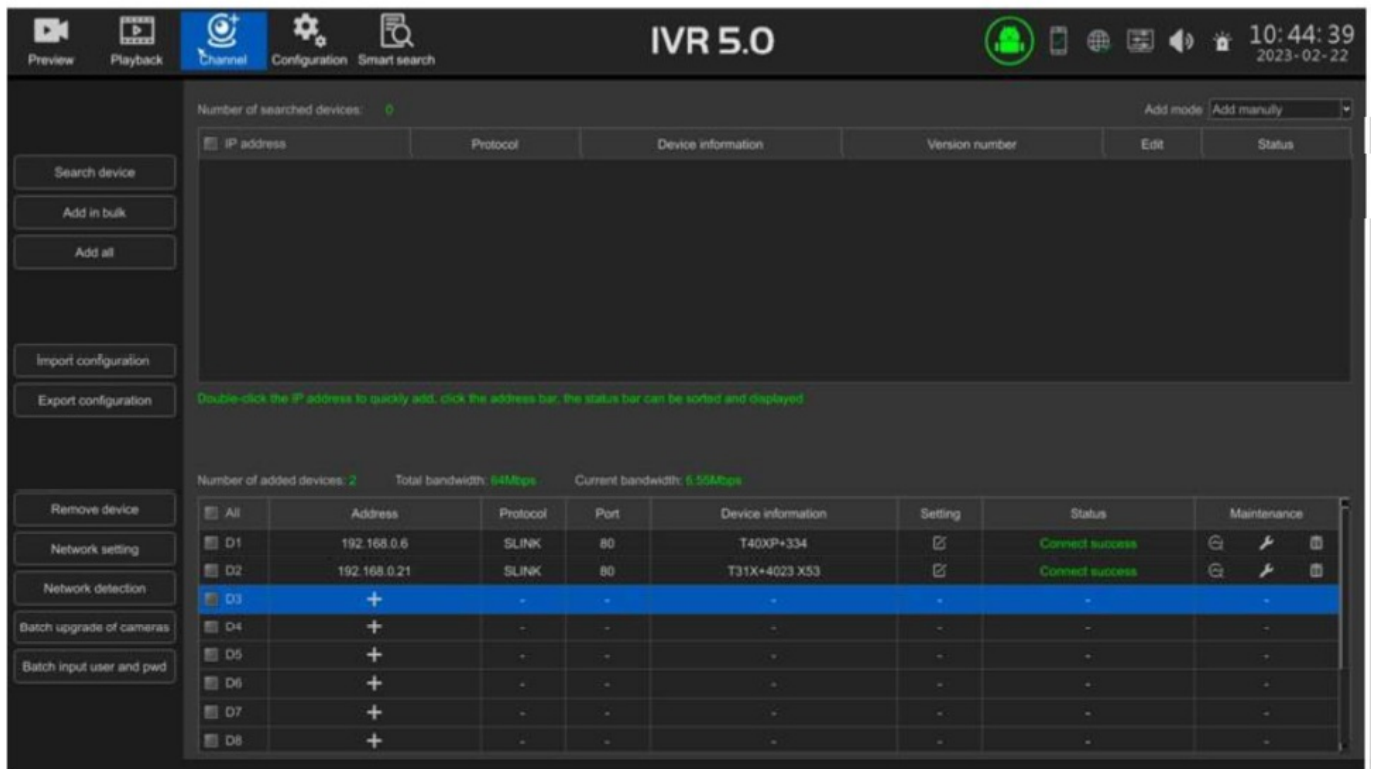 IVR 5.0
10:44:39
2023-02-22
Preview Playback Channel Configuration Smart search
Number of searched devices: 0 Add mode Add manully
IP address Protocol Device information Version number Edit Status
Search device
Add in bulk
Add all
Import configuration
Export configuration
Double-click the IP address to quickly add, click the address bar, the status bar can be sorted and displayed
Number of added devices: 2 Total bandwidth: 64Mbps Current bandwidth: 6.55Mbps
Remove device
Network setting
Network detection
Batch upgrade of cameras
Batch input user and pwd
All Address Protocol Port Device information Setting Status Maintenance
D1 192.168.0.6 SLINK 80 T40XP+334 Connect success
D2 192.168.0.21 SLINK 80 T31X+4023 X53 Connect success
D3 + - - - - - -
D4 + - - - - - -
D5 + - - - - - -
D6 + - - - - - -
D7 + - - - - - -
D8 + - - - - - -